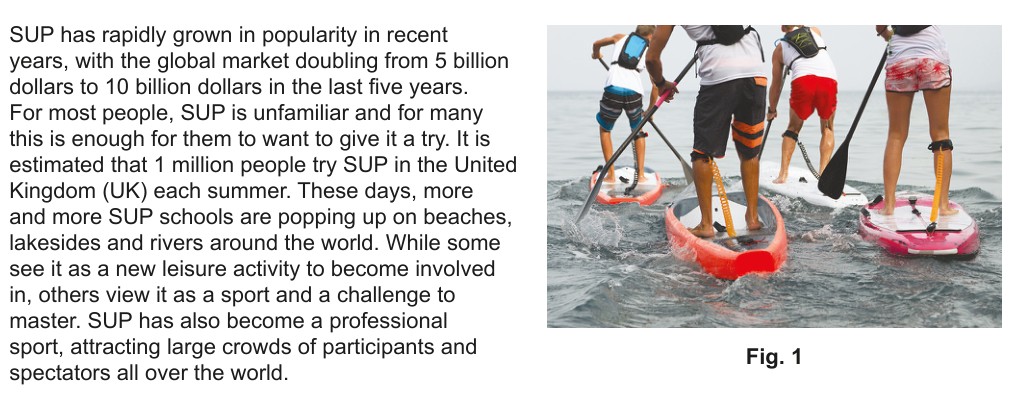 SUP has rapidly grown in popularity in recent
years, with the global market doubling from 5 billion
dollars to 10 billion dollars in the last five years.
For most people, SUP is unfamiliar and for many
this is enough for them to want to give it a try. It is
estimated that 1 million people try SUP in the United
Kingdom (UK) each summer. These days, more
and more SUP schools are popping up on beaches,
lakesides and rivers around the world. While some
see it as a new leisure activity to become involved
in, others view it as a sport and a challenge to
master. SUP has also become a professional
sport, attracting large crowds of participants and
spectators all over the world.
Fig. 1